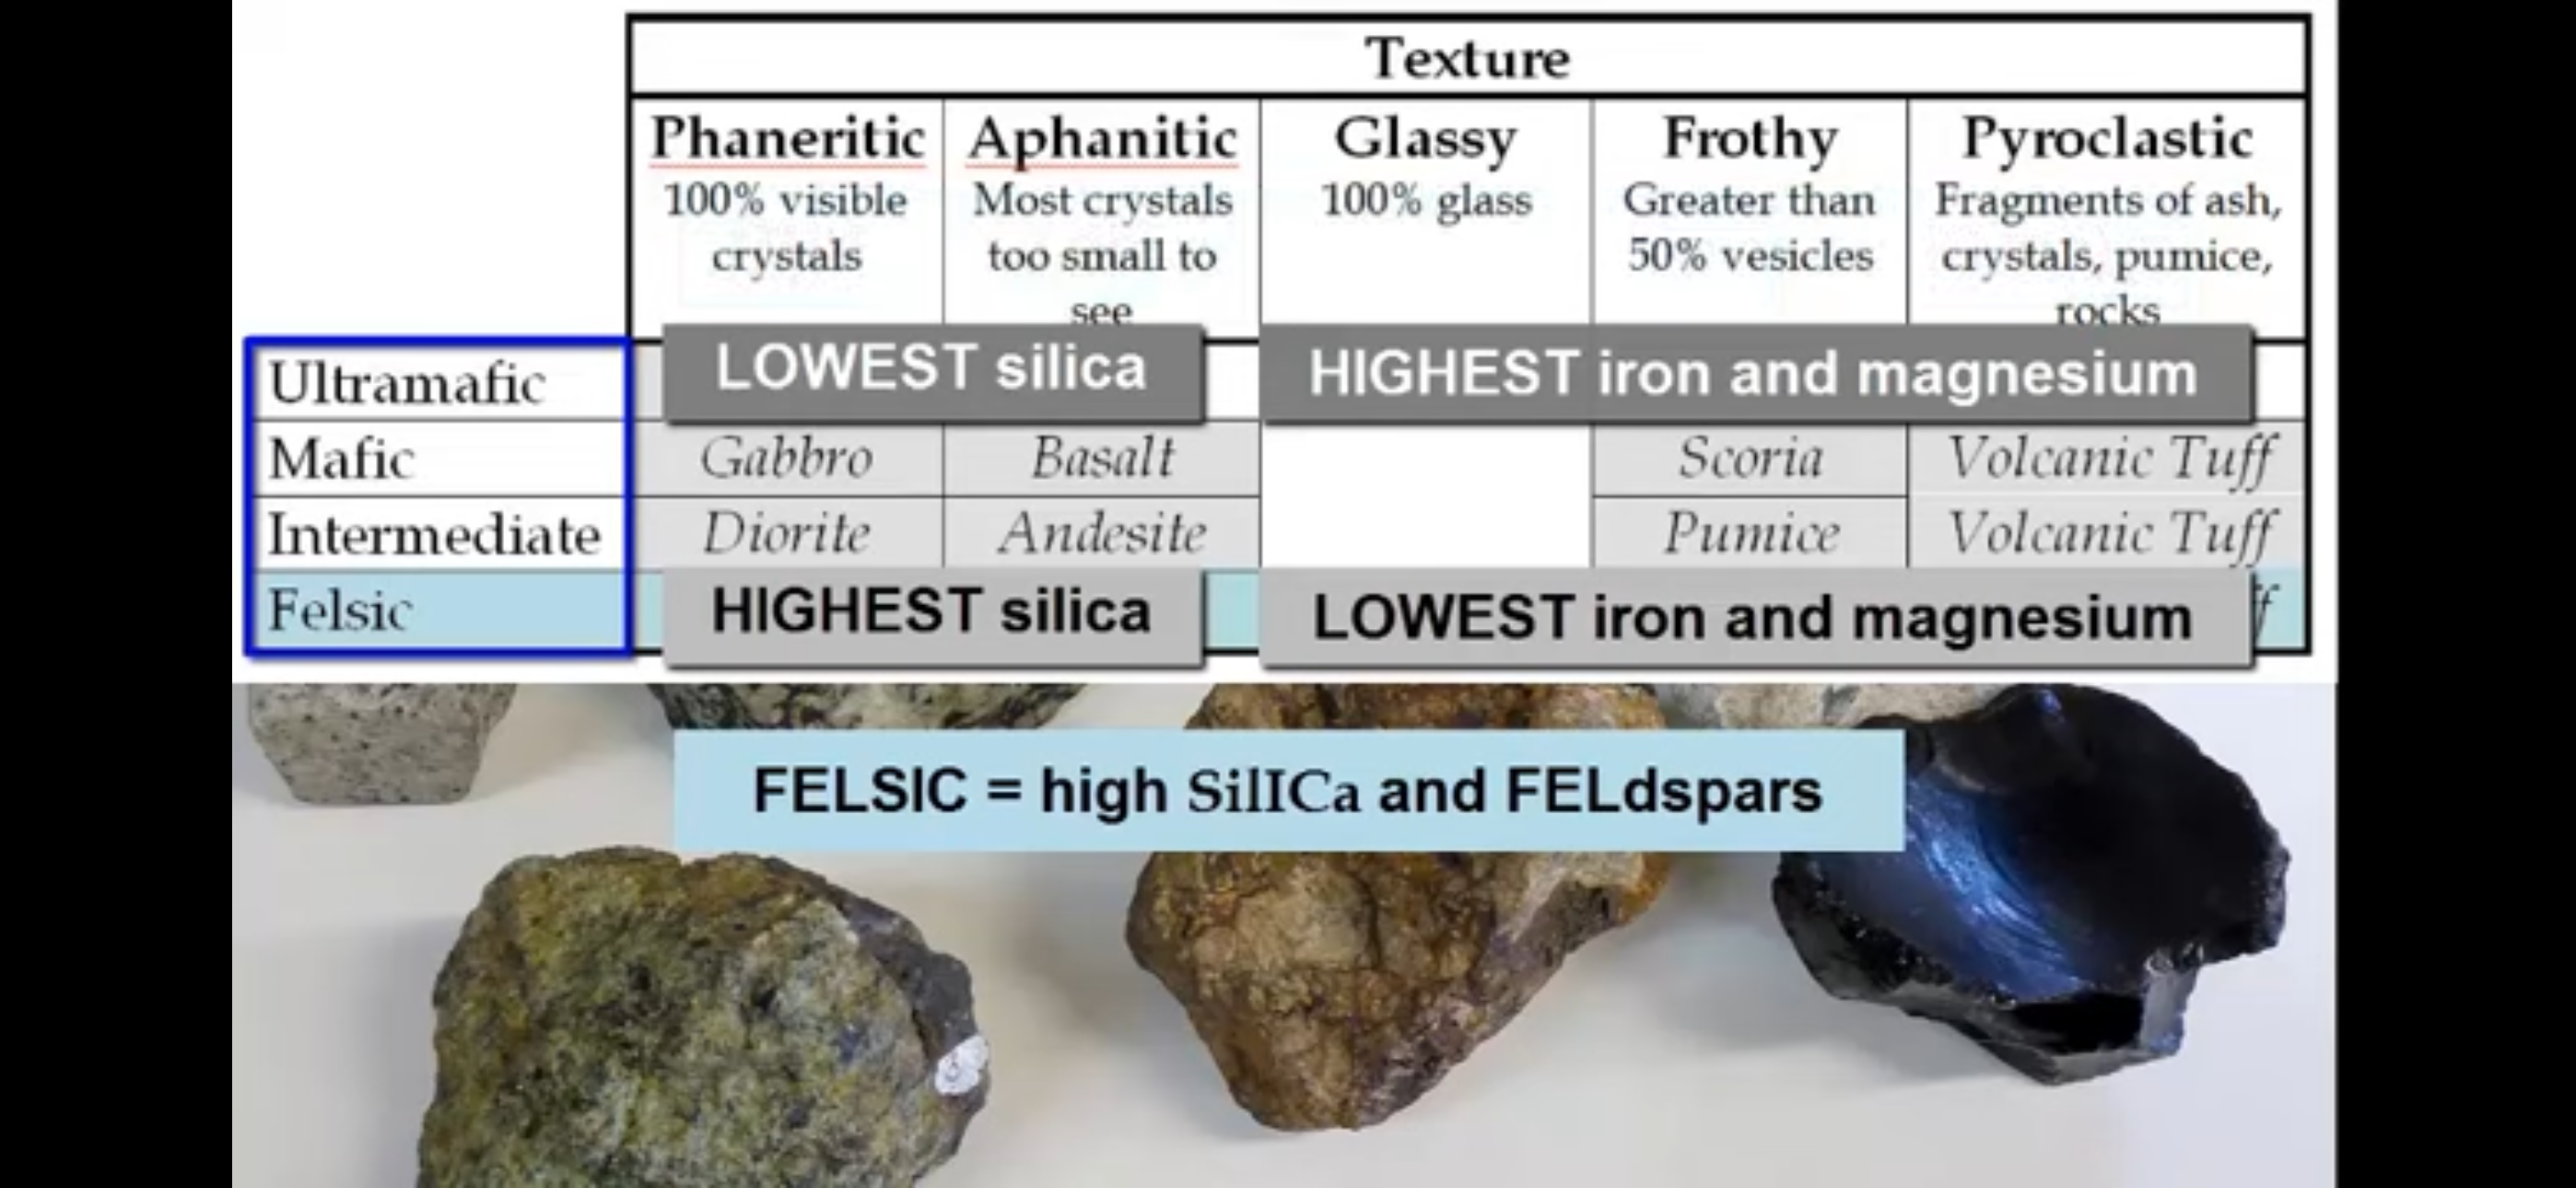 Texture
Phaneritic
100% visible
crystals
Aphanitic
Most crystals
too small to
see
Glassy
100% glass
Frothy
Greater than
50% vesicles
Pyroclastic
Fragments of ash,
crystals, pumice,
rocks
Ultramafic
LOWEST silica
HIGHEST iron and magnesium
Mafic
Gabbro
Basalt
Scoria
Volcanic Tuff
Intermediate
Diorite
Andesite
Pumice
Volcanic Tuff
Felsic
HIGHEST silica
LOWEST iron and magnesium
FELSIC = high SilICa and FELdspars